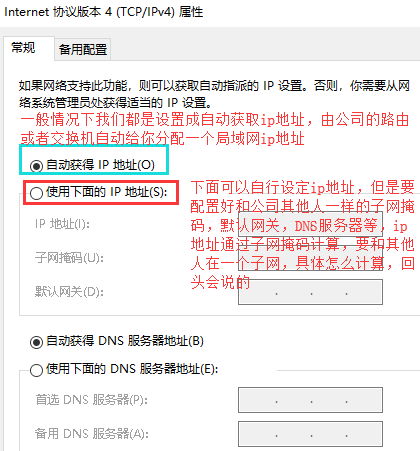 Internet 协议版本 4 (TCP/IPv4) 属性
常规
备用配置
如果网络支持此功能，则可以获取自动指派的 IP 设置。否则，你需要从网
络系统管理员处获得适当的 IP 设置。
一般情况下我们都是设置成自动获取ip地址，由公司的路由
或者交换机自动给你分配一个局域网ip地址
自动获得 IP 地址(O)
使用下面的 IP 地址(S):
下面可以自行设定ip地址，但是要
配置好和公司其他人一样的子网掩
码，默认网关，DNS服务器等，ip
地址通过子网掩码计算，要和其他
人在一个子网，具体怎么计算，回
头会说的
IP 地址(I):
子网掩码(U):
默认网关(D):
自动获得 DNS 服务器地址(B)
使用下面的 DNS 服务器地址(E):
首选 DNS 服务器(P):
备用 DNS 服务器(A):